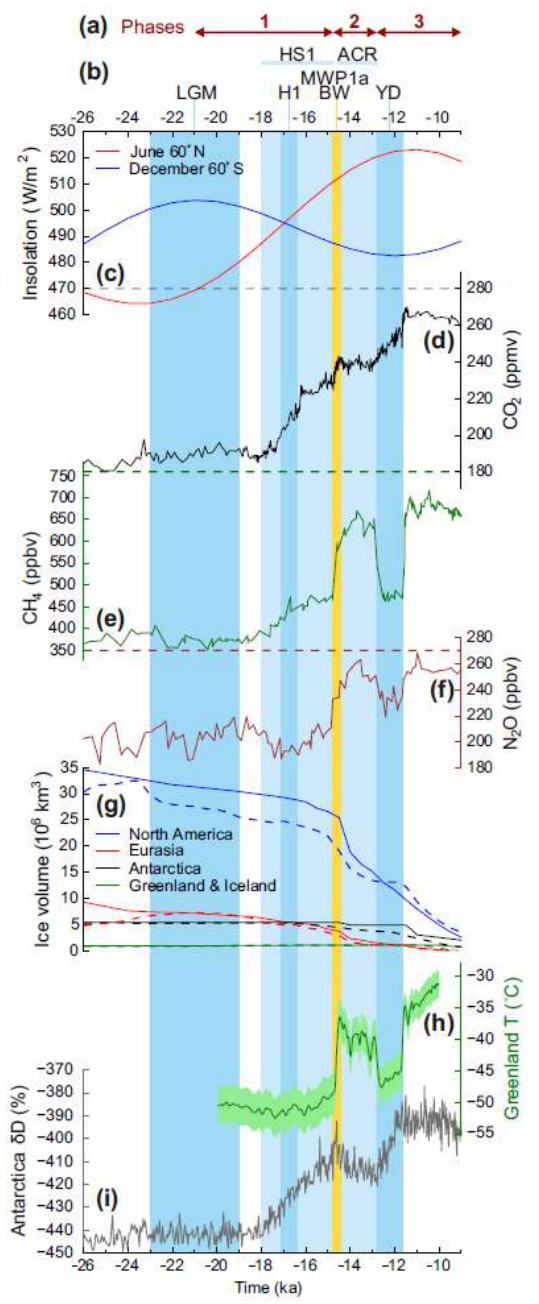 (a) Phases 1 2 3
HS1 ACR
(b) MWP1a
LGM H1 BW YD
−26 −24 −22 −20 −18 −16 −14 −12 −10
530
520
510
500
490
480
470
460
Insolation (W/m²)
June 60°N
December 60°S
(c)
280
260
240
220
200
180
CO₂ (ppmv)
(d)
750
700
650
600
550
500
450
400
350
CH₄ (ppbv)
(e)
280
260
240
220
200
180
N₂O (ppbv)
(f)
35
30
25
20
15
10
5
0
Ice volume (10⁶ km³)
(g)
North America
Eurasia
Antarctica
Greenland & Iceland
−30
−35
−40
−45
−50
−55
Greenland T (°C)
(h)
−370
−380
−390
−400
−410
−420
−430
−440
−450
Antarctica δD (%)
(i)
−26 −24 −22 −20 −18 −16 −14 −12 −10
Time (ka)